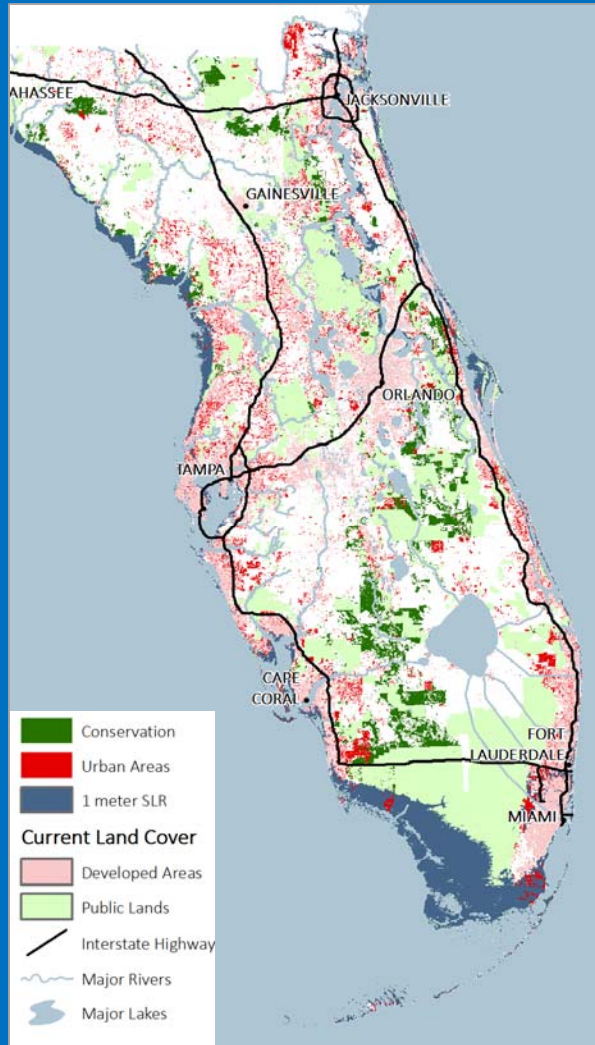 AHASSEE
JACKSONVILLE
GAINESVILLE
ORLANDO
TAMPA
CAPE
CORAL
FORT
LAUDERDALE
MIAMI
Conservation
Urban Areas
1 meter SLR
Current Land Cover
Developed Areas
Public Lands
Interstate Highway
Major Rivers
Major Lakes